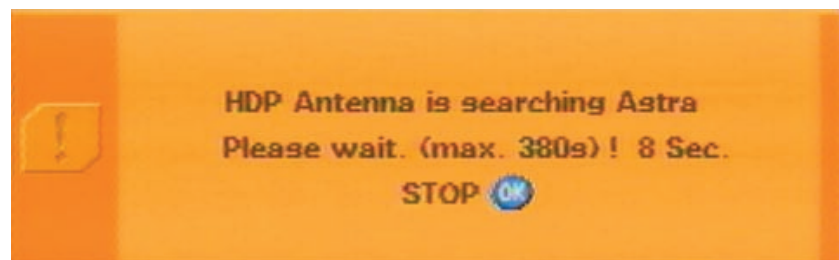 !
HDP Antenna is searching Astra
Please wait. (max. 380s) ! 8 Sec.
STOP OK